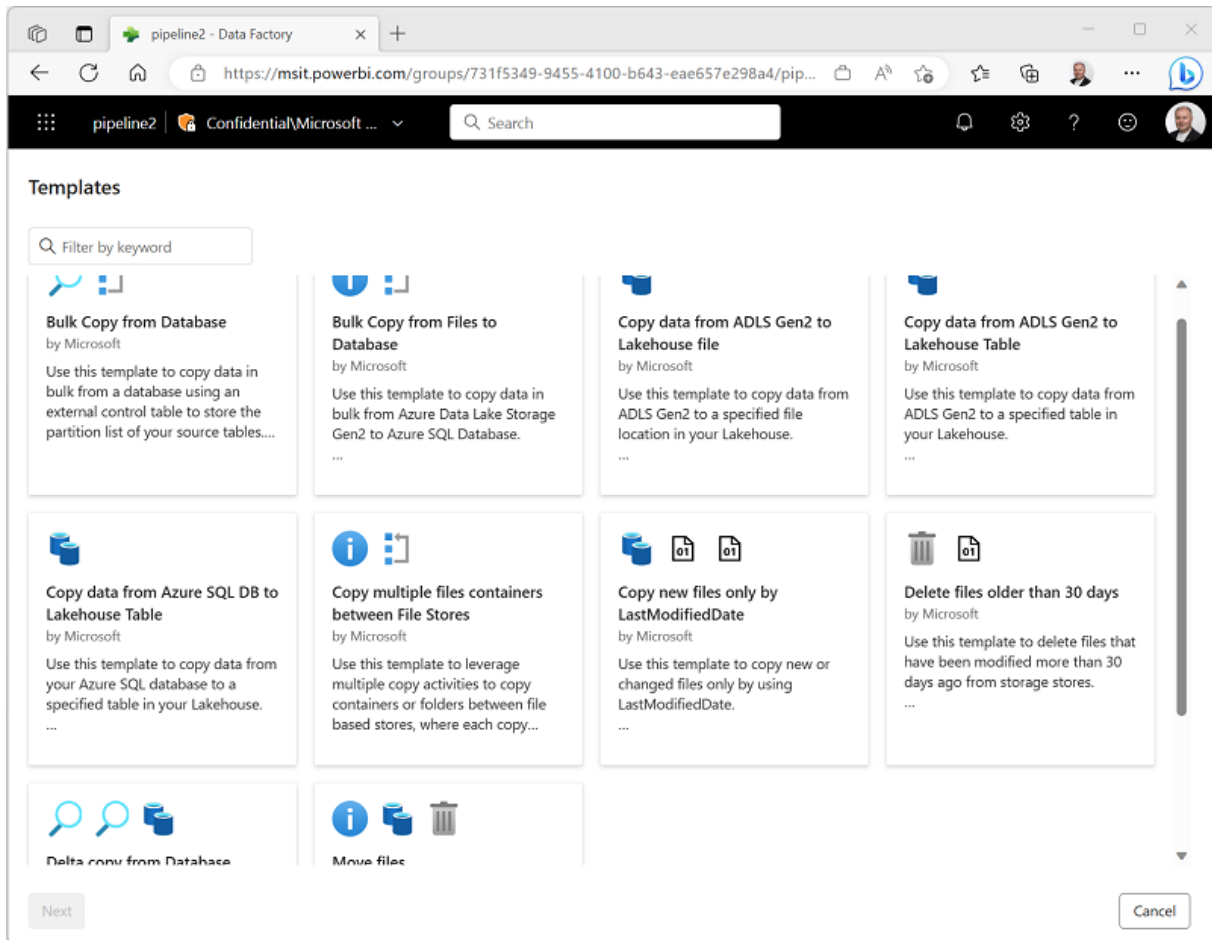 pipeline2 - Data Factory
https://msit.powerbi.com/groups/731f5349-9455-4100-b643-eae657e298a4/pip...
pipeline2
Confidential\Microsoft ...
Search
Templates
Filter by keyword
Bulk Copy from Database
by Microsoft
Use this template to copy data in
bulk from a database using an
external control table to store the
partition list of your source tables....
Bulk Copy from Files to
Database
by Microsoft
Use this template to copy data in
bulk from Azure Data Lake Storage
Gen2 to Azure SQL Database.
...
Copy data from ADLS Gen2 to
Lakehouse file
by Microsoft
Use this template to copy data from
ADLS Gen2 to a specified file
location in your Lakehouse.
...
Copy data from ADLS Gen2 to
Lakehouse Table
by Microsoft
Use this template to copy data from
ADLS Gen2 to a specified table in
your Lakehouse.
...
Copy data from Azure SQL DB to
Lakehouse Table
by Microsoft
Use this template to copy data from
your Azure SQL database to a
specified table in your Lakehouse.
...
Copy multiple files containers
between File Stores
by Microsoft
Use this template to leverage
multiple copy activities to copy
containers or folders between file
based stores, where each copy...
01 01
Copy new files only by
LastModifiedDate
by Microsoft
Use this template to copy new or
changed files only by using
LastModifiedDate.
...
01
Delete files older than 30 days
by Microsoft
Use this template to delete files that
have been modified more than 30
days ago from storage stores.
...
Delta copy from Database
Move files
Next
Cancel